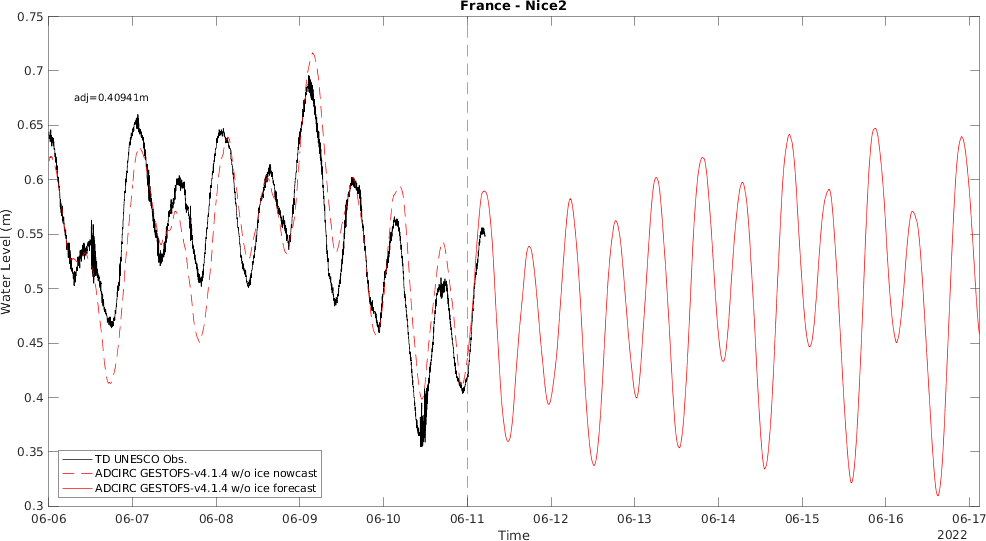 France - Nice2
0.75
0.7
0.65
0.6
0.55
0.5
0.45
0.4
0.35
0.3
Water Level (m)
adj=0.40941m
TD UNESCO Obs.
ADCIRC GESTOFS-v4.1.4 w/o ice nowcast
ADCIRC GESTOFS-v4.1.4 w/o ice forecast
06-06 06-07 06-08 06-09 06-10 06-11 06-12 06-13 06-14 06-15 06-16 06-17
Time
2022